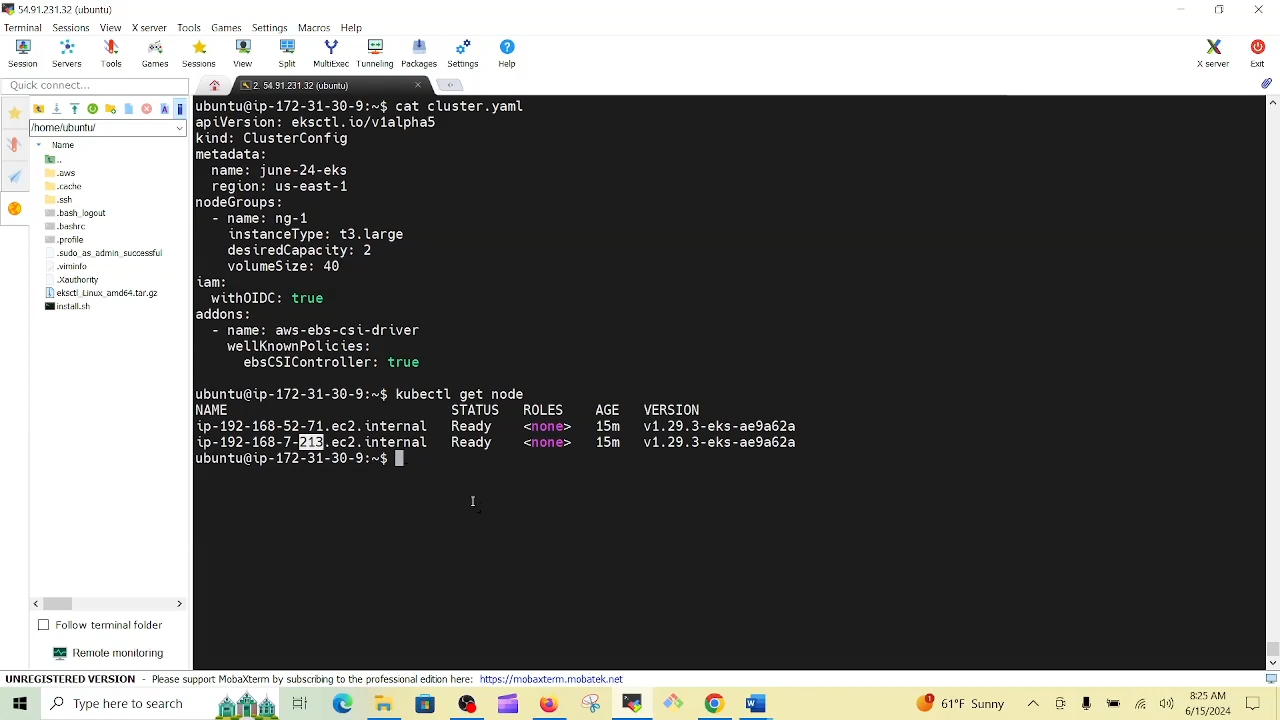 54.91.231.32 (ubuntu)
Terminal Sessions View X server Tools Games Settings Macros Help
Session Servers Tools Games Sessions View Split MultiExec Tunneling Packages Settings Help X server Exit
Quick connect...
2. 54.91.231.32 (ubuntu)
/home/ubuntu/
Name
..
.aws
.cache
.ssh
.bash_logout
.bashrc
.profile
.sudo_as_admin_successful
.viminfo
.Xauthority
eksctl_Linux_amd64.tar.gz
install.sh
Follow terminal folder
Remote monitoring
ubuntu@ip-172-31-30-9:~$ cat cluster.yaml
apiVersion: eksctl.io/v1alpha5
kind: ClusterConfig
metadata:
  name: june-24-eks
  region: us-east-1
nodeGroups:
  - name: ng-1
    instanceType: t3.large
    desiredCapacity: 2
    volumeSize: 40
iam:
  withOIDC: true
addons:
  - name: aws-ebs-csi-driver
    wellKnownPolicies:
      ebsCSIController: true
ubuntu@ip-172-31-30-9:~$ kubectl get node
NAME STATUS ROLES AGE VERSION
ip-192-168-52-71.ec2.internal Ready <none> 15m v1.29.3-eks-ae9a62a
ip-192-168-7-213.ec2.internal Ready <none> 15m v1.29.3-eks-ae9a62a
ubuntu@ip-172-31-30-9:~$
UNREGISTERED VERSION - Please support MobaXterm by subscribing to the professional edition here: https://mobaxterm.mobatek.net
Type here to search
1
61°F Sunny
8:25 AM
6/15/2024